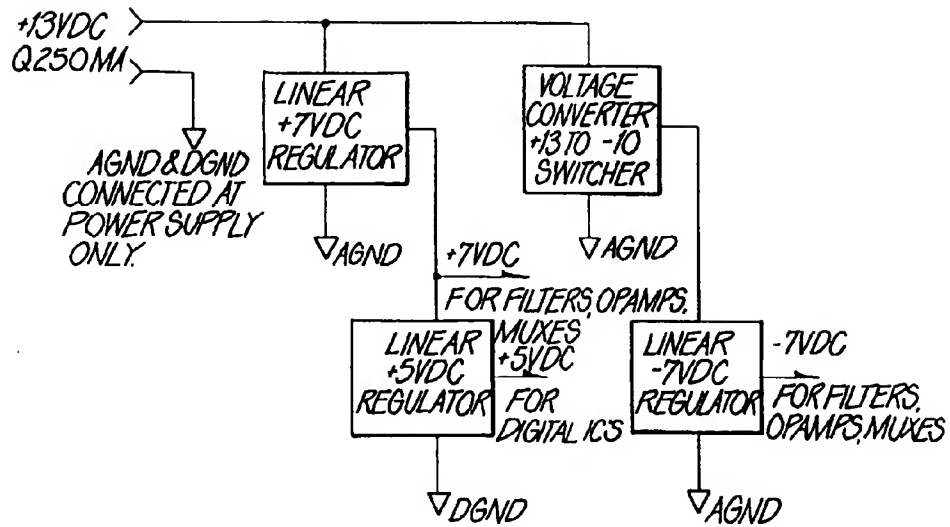 +13VDC
Q250MA
AGND & DGND
CONNECTED AT
POWER SUPPLY
ONLY.
LINEAR
+7VDC
REGULATOR
AGND
VOLTAGE
CONVERTER
+13 TO -10
SWITCHER
AGND
+7VDC
FOR FILTERS, OPAMPS,
MUXES
LINEAR
+5VDC
REGULATOR
+5VDC
FOR
DIGITAL IC'S
DGND
LINEAR
-7VDC
REGULATOR
-7VDC
FOR FILTERS,
OPAMPS, MUXES
AGND